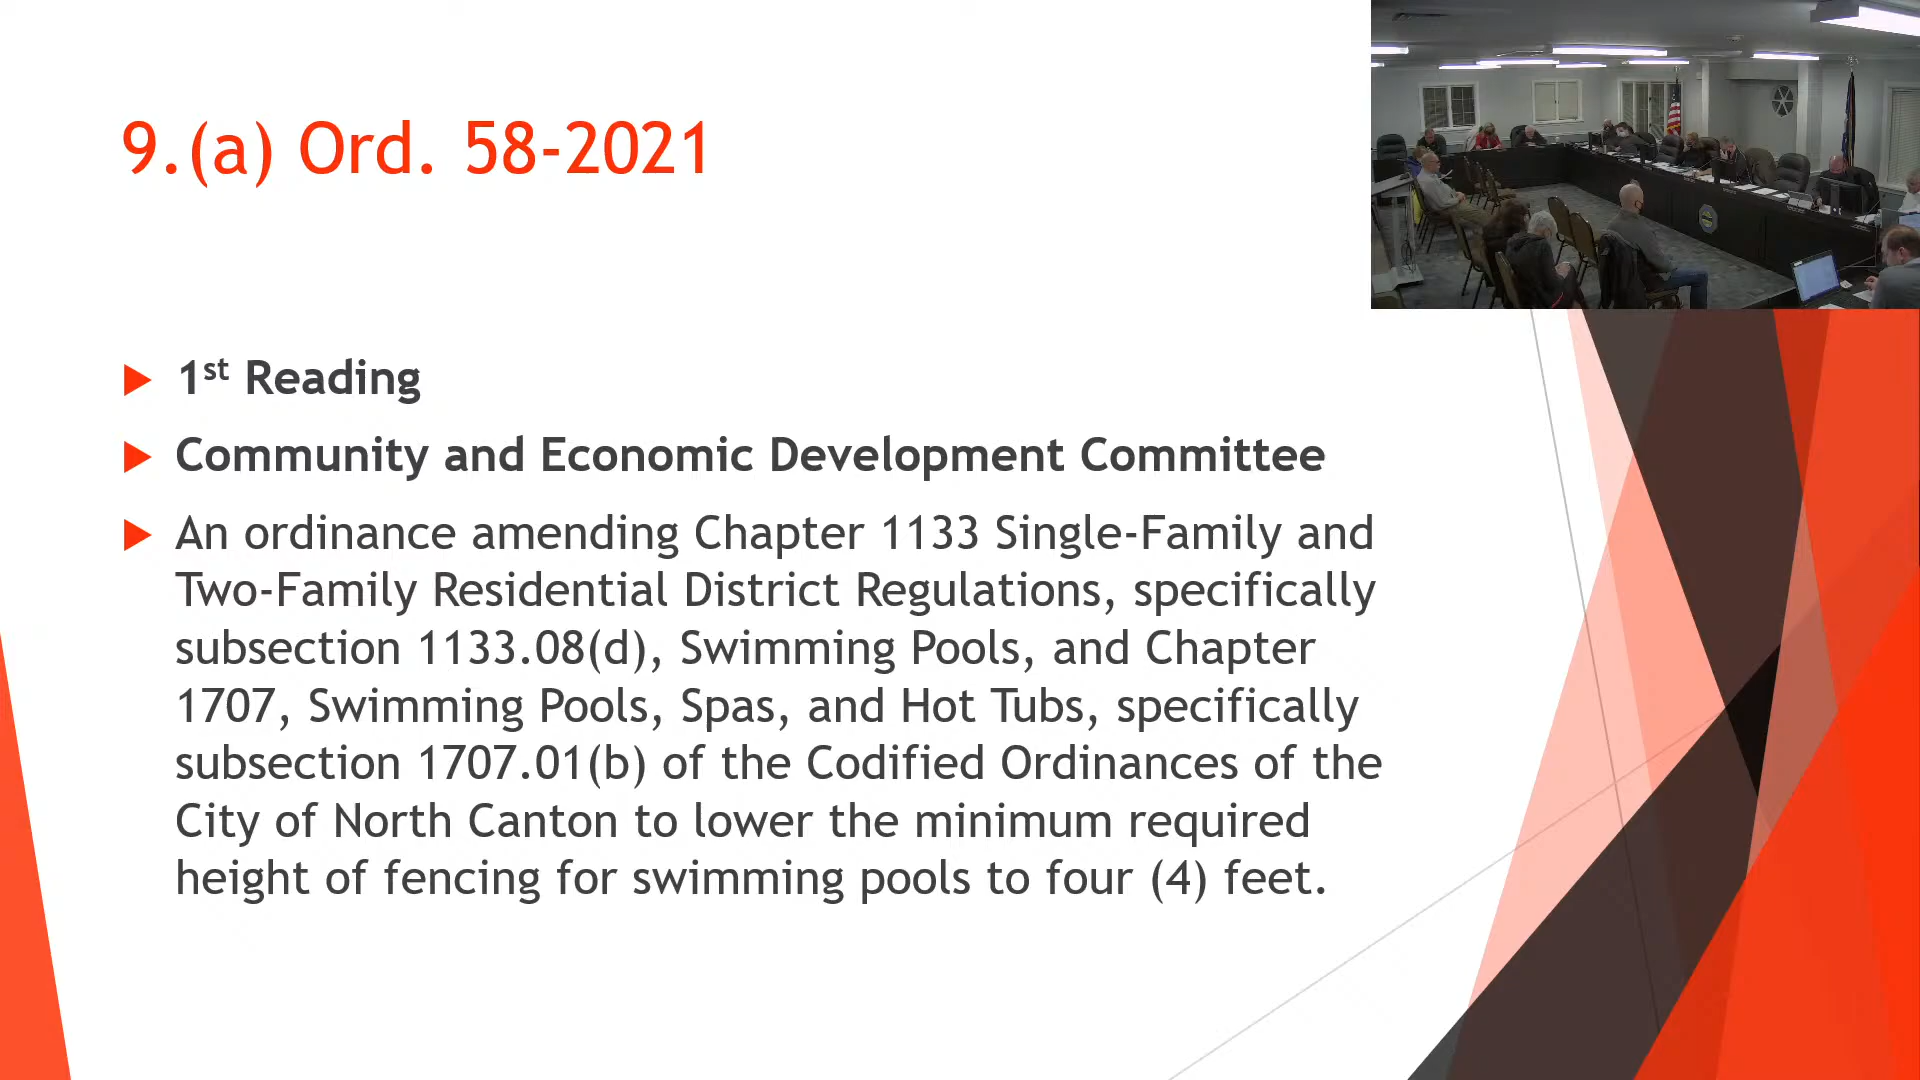 9.(a) Ord. 58-2021
1st Reading
Community and Economic Development Committee
An ordinance amending Chapter 1133 Single-Family and
Two-Family Residential District Regulations, specifically
subsection 1133.08(d), Swimming Pools, and Chapter
1707, Swimming Pools, Spas, and Hot Tubs, specifically
subsection 1707.01(b) of the Codified Ordinances of the
City of North Canton to lower the minimum required
height of fencing for swimming pools to four (4) feet.